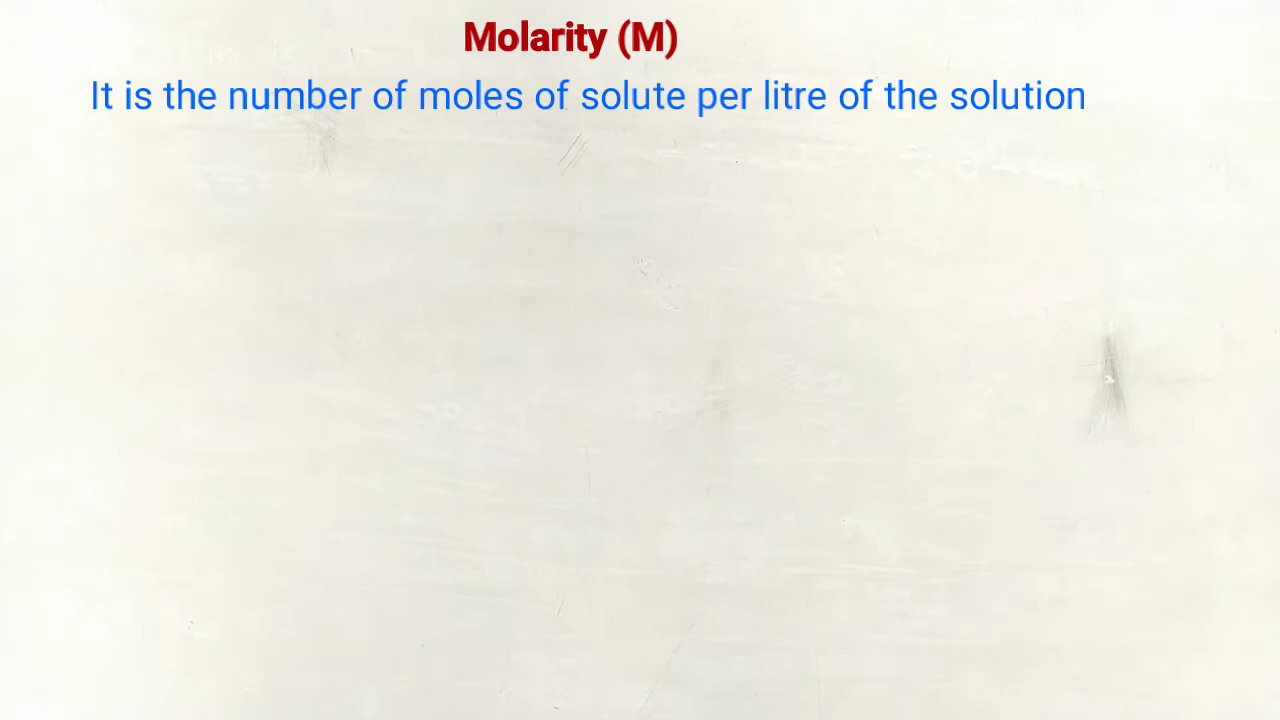 Molarity (M)
It is the number of moles of solute per litre of the solution